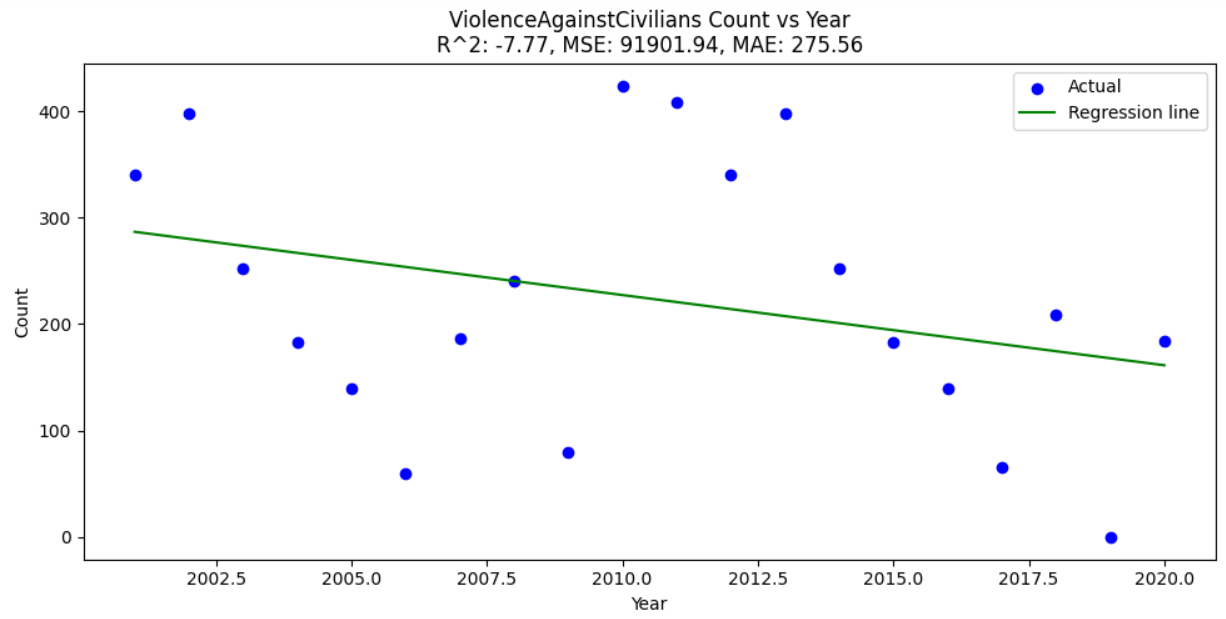 ViolenceAgainstCivilians Count vs Year
R^2: -7.77, MSE: 91901.94, MAE: 275.56
Actual
Regression line
400
300
200
100
0
Count
2002.5 2005.0 2007.5 2010.0 2012.5 2015.0 2017.5 2020.0
Year